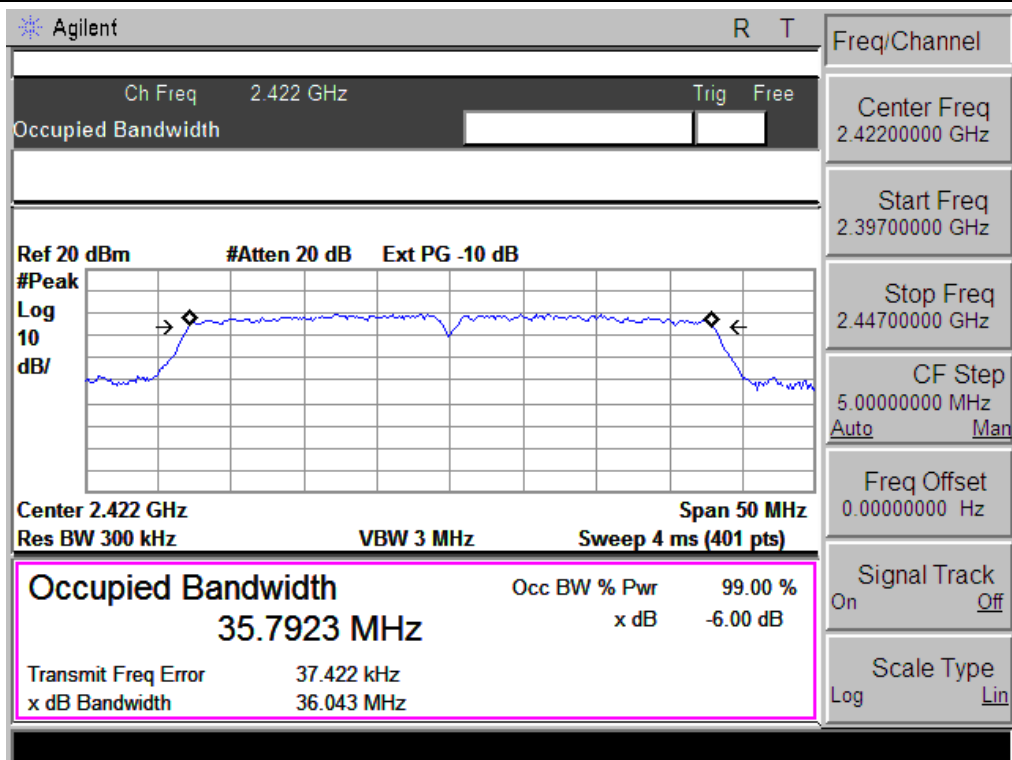 Agilent
R T
Freq/Channel
Ch Freq 2.422 GHz Trig Free
Occupied Bandwidth
Center Freq
2.42200000 GHz
Start Freq
2.39700000 GHz
Stop Freq
2.44700000 GHz
CF Step
5.00000000 MHz
Auto Man
Freq Offset
0.00000000 Hz
Signal Track
On Off
Scale Type
Log Lin
Ref 20 dBm #Atten 20 dB Ext PG -10 dB
#Peak
Log
10
dB/
Center 2.422 GHz Span 50 MHz
Res BW 300 kHz VBW 3 MHz Sweep 4 ms (401 pts)
Occupied Bandwidth
35.7923 MHz
Occ BW % Pwr 99.00 %
x dB -6.00 dB
Transmit Freq Error 37.422 kHz
x dB Bandwidth 36.043 MHz